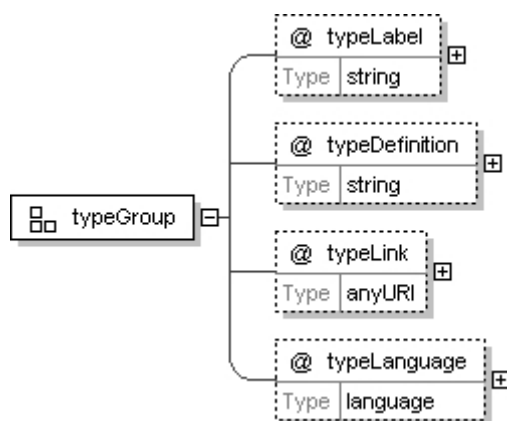 @ typeLabel
Type string
@ typeDefinition
Type string
typeGroup
@ typeLink
Type anyURI
@ typeLanguage
Type language